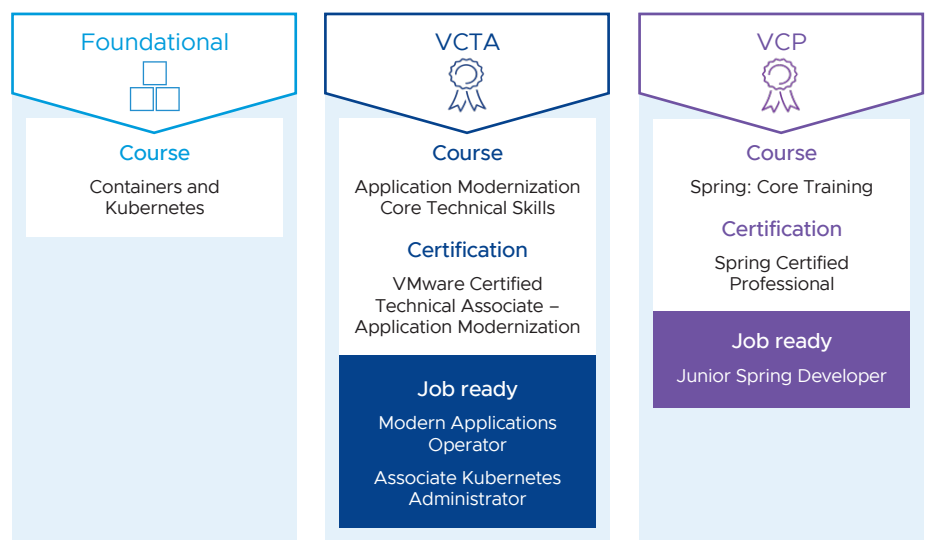 Foundational
Course
Containers and
Kubernetes
VCTA
Course
Application Modernization
Core Technical Skills
Certification
VMware Certified
Technical Associate –
Application Modernization
Job ready
Modern Applications
Operator
Associate Kubernetes
Administrator
VCP
Course
Spring: Core Training
Certification
Spring Certified
Professional
Job ready
Junior Spring Developer